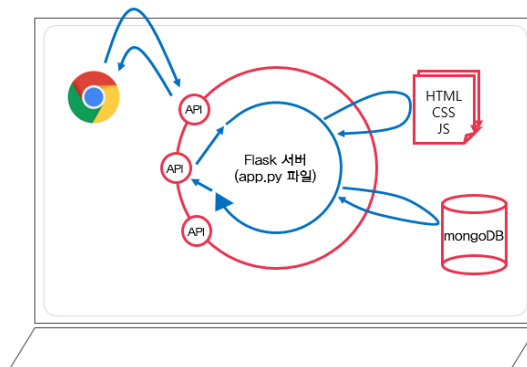 API
HTML
CSS
JS
API
Flask 서버
(app.py 파일)
API
mongoDB